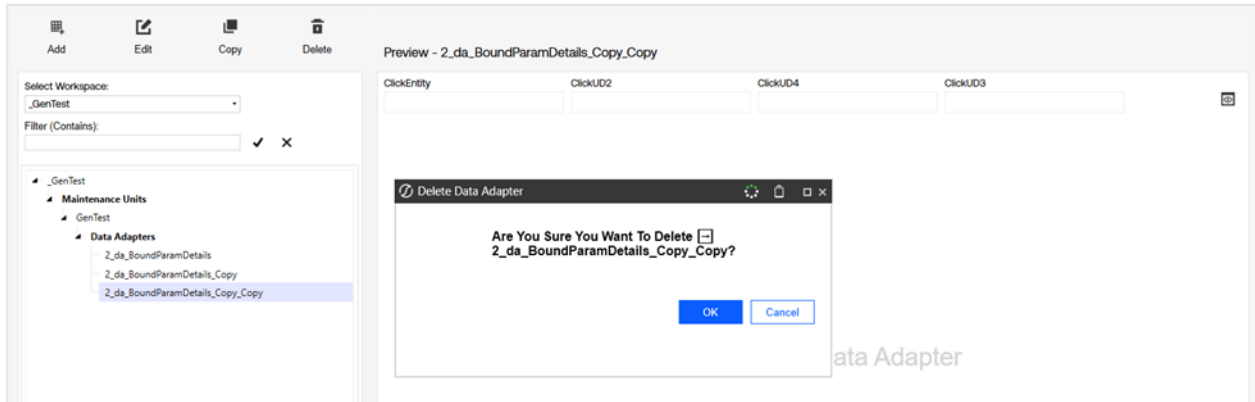 Add Edit Copy Delete
Preview - 2_da_BoundParamDetails_Copy_Copy
Select Workspace:
_GenTest
Filter (Contains):
ClickEntity ClickUD2 ClickUD4 ClickUD3
_GenTest
Maintenance Units
GenTest
Data Adapters
2_da_BoundParamDetails
2_da_BoundParamDetails_Copy
2_da_BoundParamDetails_Copy_Copy
Delete Data Adapter
Are You Sure You Want To Delete
2_da_BoundParamDetails_Copy_Copy?
OK Cancel
ata Adapter